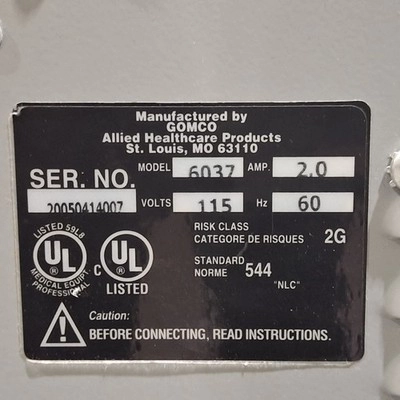 Manufactured by
GOMCO
Allied Healthcare Products
St. Louis, MO 63110
MODEL 6037 AMP. 2.0
SER. NO.
20050414007 VOLTS 115 Hz 60
RISK CLASS
CATEGORE DE RISQUES 2G
LISTED 59L8
UL
MEDICAL EQUIPT.
PROFESSIONAL
C UL
LISTED
STANDARD
NORME 544
"NLC"
Caution:
BEFORE CONNECTING, READ INSTRUCTIONS.